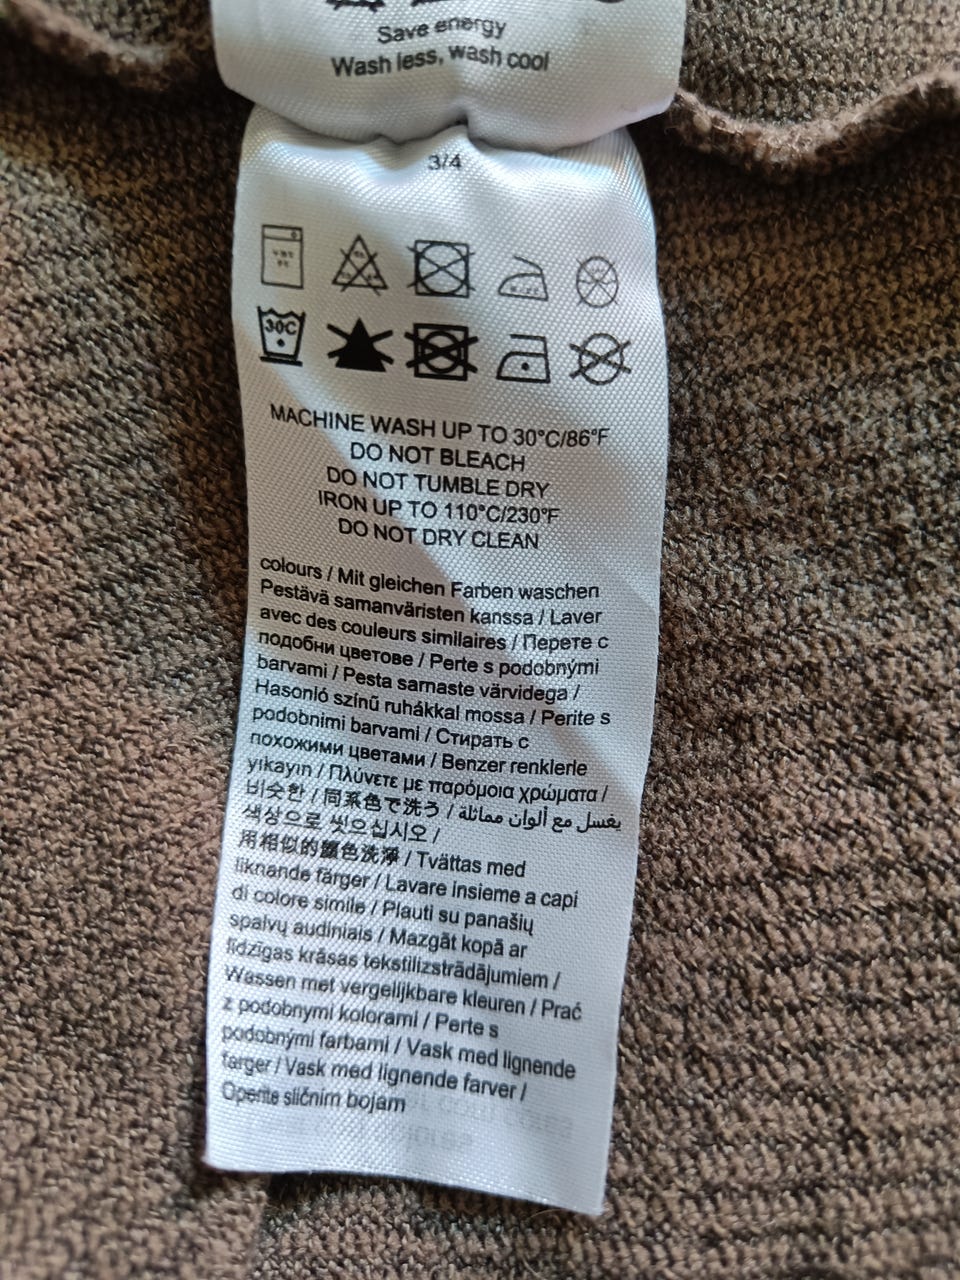 Save energy
Wash less, wash cool
3/4
30C
MACHINE WASH UP TO 30°C/86°F
DO NOT BLEACH
DO NOT TUMBLE DRY
IRON UP TO 110°C/230°F
DO NOT DRY CLEAN
colours / Mit gleichen Farben waschen
Pestävä samanväristen kanssa / Laver
avec des couleurs similaires / Перете с
подобни цветове / Perte s podobnými
barvami / Pesta sarnaste värvidega /
Hasonló színű ruhákkal mossa / Perite s
podobnimi barvami / Стирать с
похожими цветами / Benzer renklerle
yıkayın / Πλύνετε με παρόμοια χρώματα /
비슷한 / 同系色で洗う / يغسل مع ألوان مماثلة
색상으로 씻으십시오 /
用相似的顏色洗淨 / Tvättas med
liknande färger / Lavare insieme a capi
di colore simile / Plauti su panašių
spalvų audiniais / Mazgāt kopā ar
līdzīgas krāsas tekstilizstrādājumiem /
Wassen met vergelijkbare kleuren / Prać
z podobnymi kolorami / Perte s
podobnými farbami / Vask med lignende
farger / Vask med lignende farver /
Operite sličnim bojam